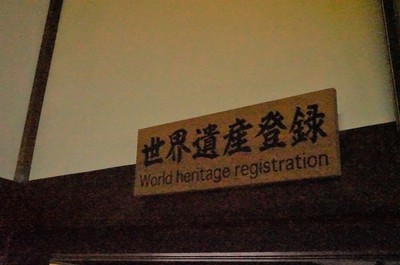 世界遺産登録
World heritage registration